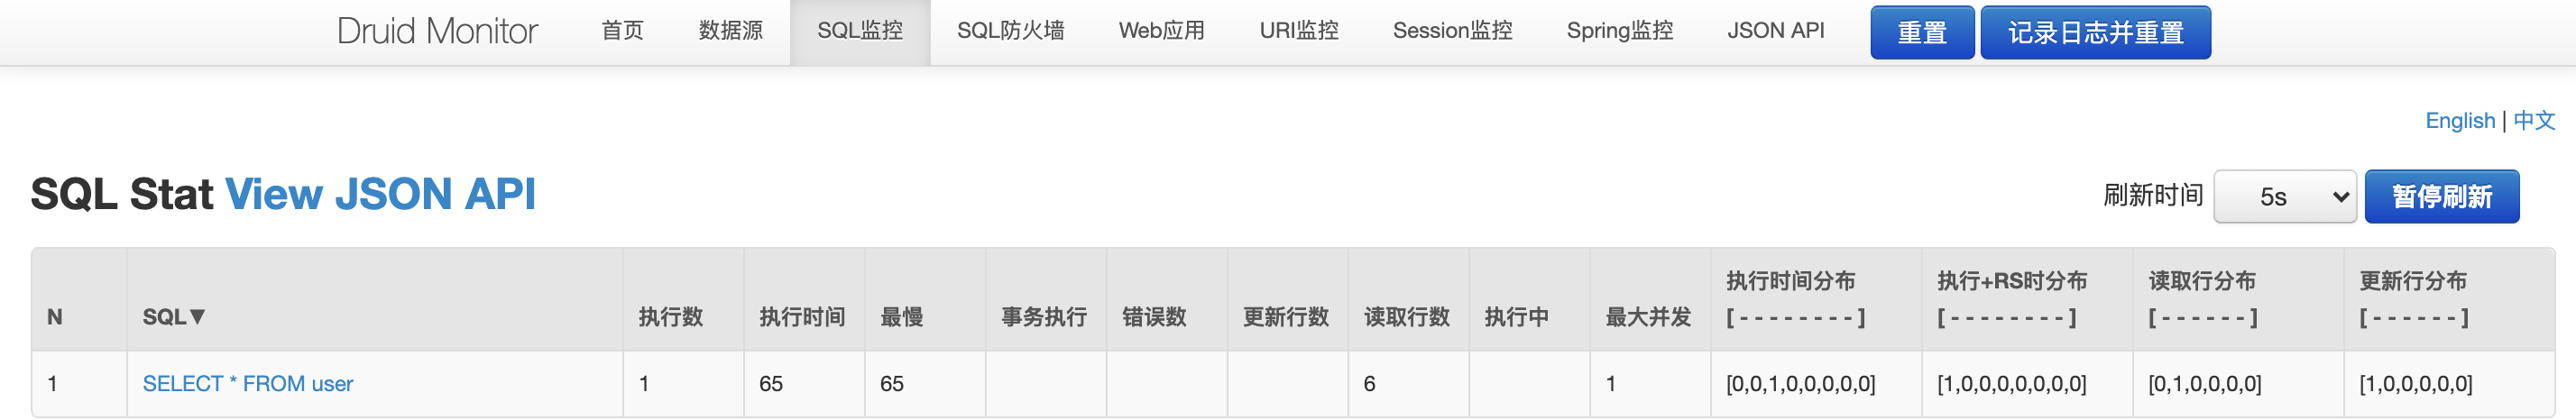 Druid Monitor 首页 数据源 SQL监控 SQL防火墙 Web应用 URI监控 Session监控 Spring监控 JSON API 重置 记录日志并重置
English | 中文
SQL Stat View JSON API 刷新时间 5s 暂停刷新
N SQL▼ 执行数 执行时间 最慢 事务执行 错误数 更新行数 读取行数 执行中 最大并发 执行时间分布 [ - - - - - - - - ] 执行+RS时分布 [ - - - - - - - - ] 读取行分布 [ - - - - - - ] 更新行分布 [ - - - - - - ]
1 SELECT * FROM user 1 65 65 6 1 [0,0,1,0,0,0,0,0] [1,0,0,0,0,0,0,0] [0,1,0,0,0,0] [1,0,0,0,0,0]